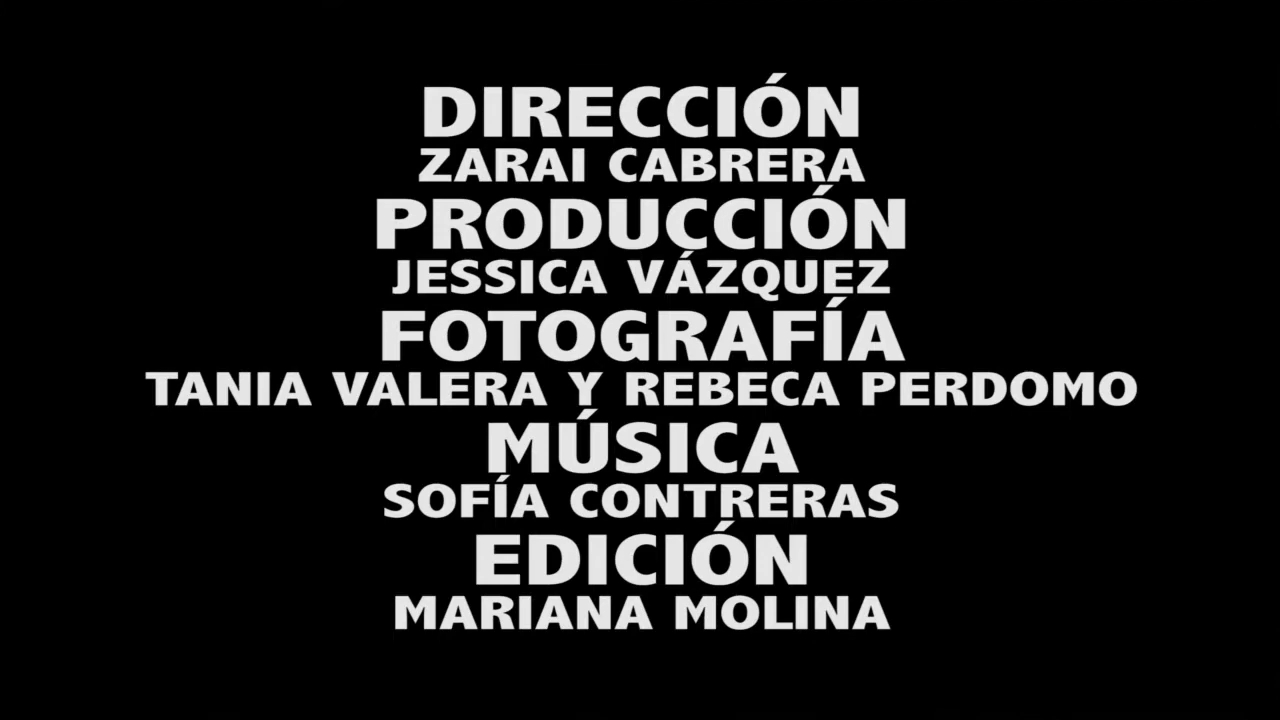 DIRECCIÓN
ZARAI CABRERA
PRODUCCIÓN
JESSICA VÁZQUEZ
FOTOGRAFÍA
TANIA VALERA Y REBECA PERDOMO
MÚSICA
SOFÍA CONTRERAS
EDICIÓN
MARIANA MOLINA